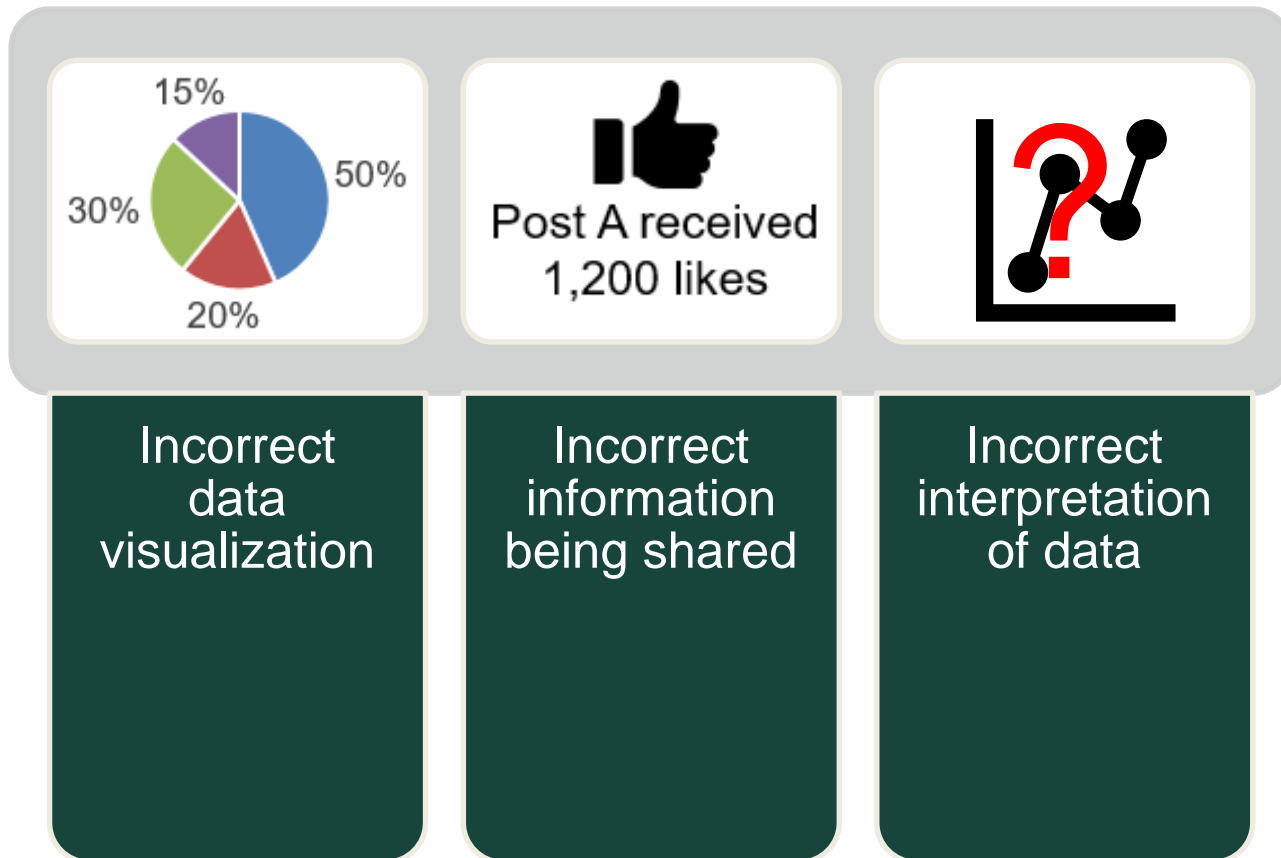 15%
50%
30%
20%
Post A received
1,200 likes
?
Incorrect
data
visualization
Incorrect
information
being shared
Incorrect
interpretation
of data